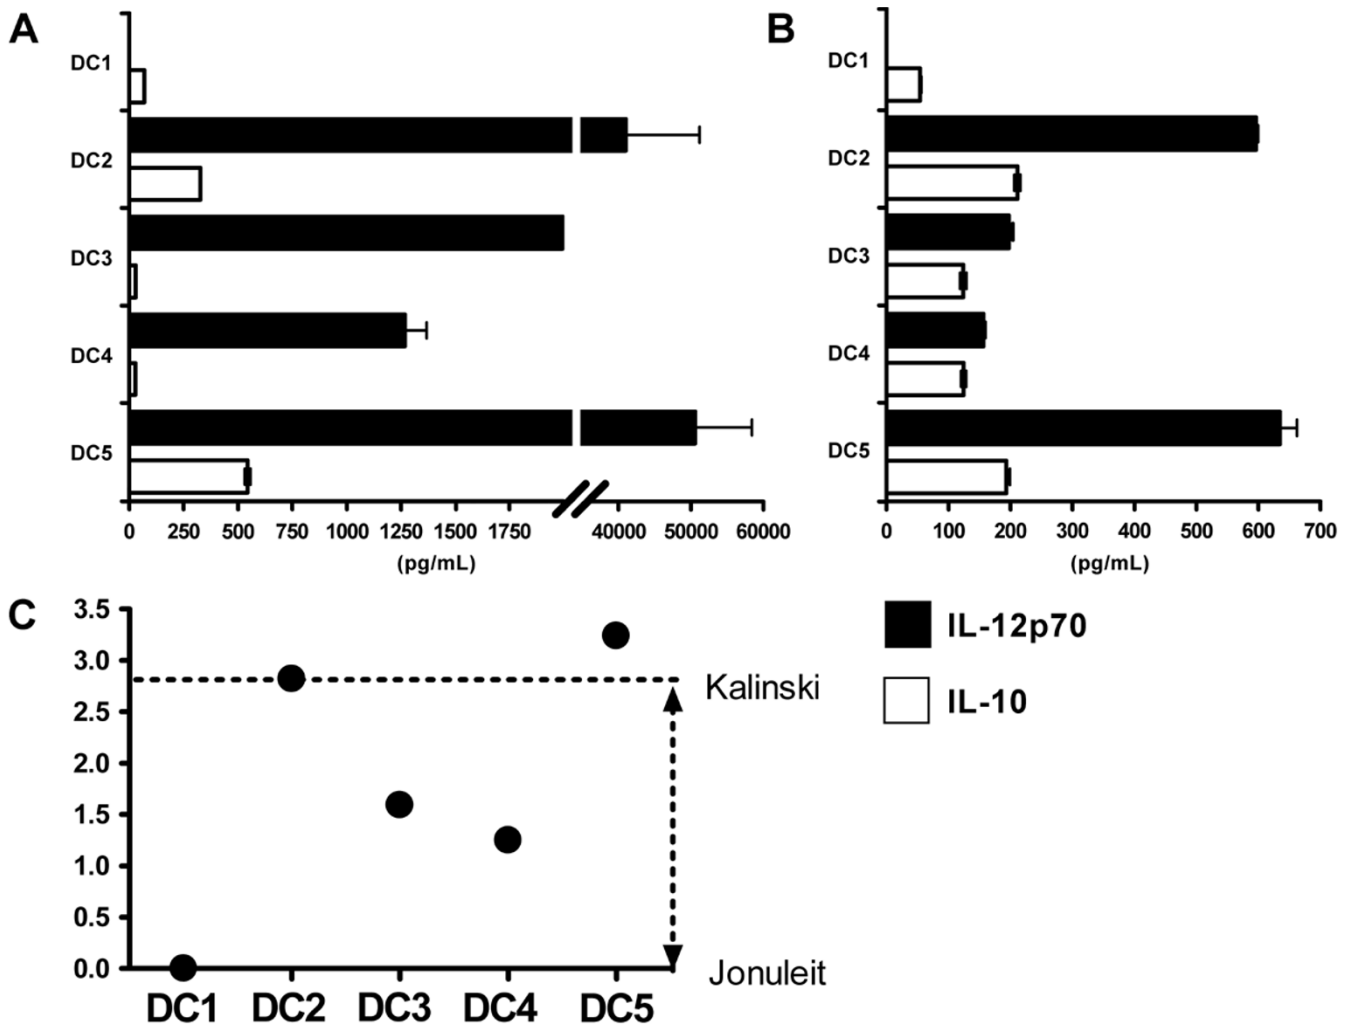 A
DC1
DC2
DC3
DC4
DC5
0 250 500 750 1000 1250 1500 1750 40000 50000 60000
(pg/mL)
B
DC1
DC2
DC3
DC4
DC5
0 100 200 300 400 500 600 700
(pg/mL)
C
3.5
3.0
2.5
2.0
1.5
1.0
0.5
0.0
DC1 DC2 DC3 DC4 DC5
Kalinski
Jonuleit
IL-12p70
IL-10